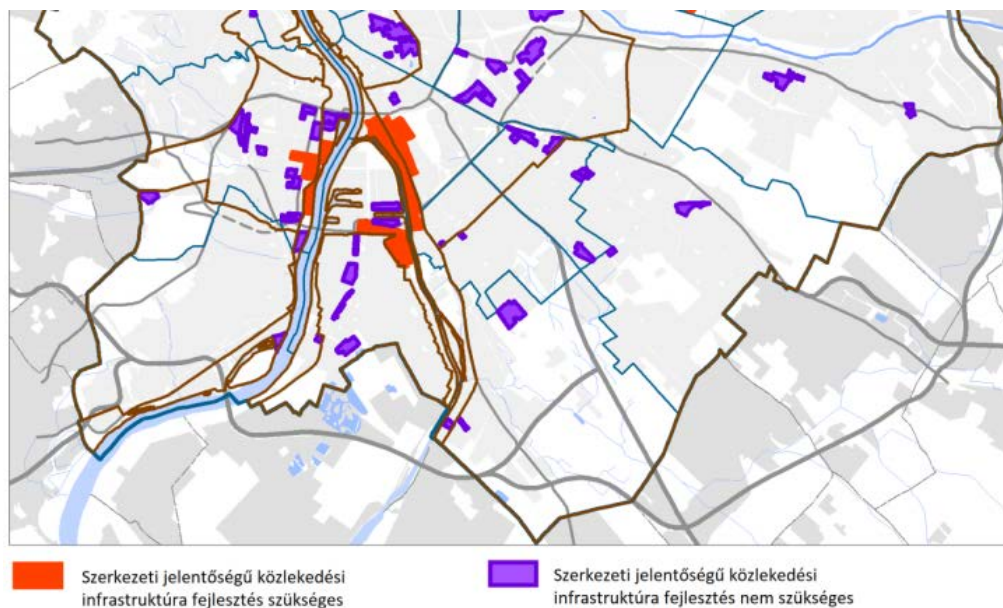 Szerkezeti jelentőségű közlekedési
infrastruktúra fejlesztés szükséges
Szerkezeti jelentőségű közlekedési
infrastruktúra fejlesztés nem szükséges